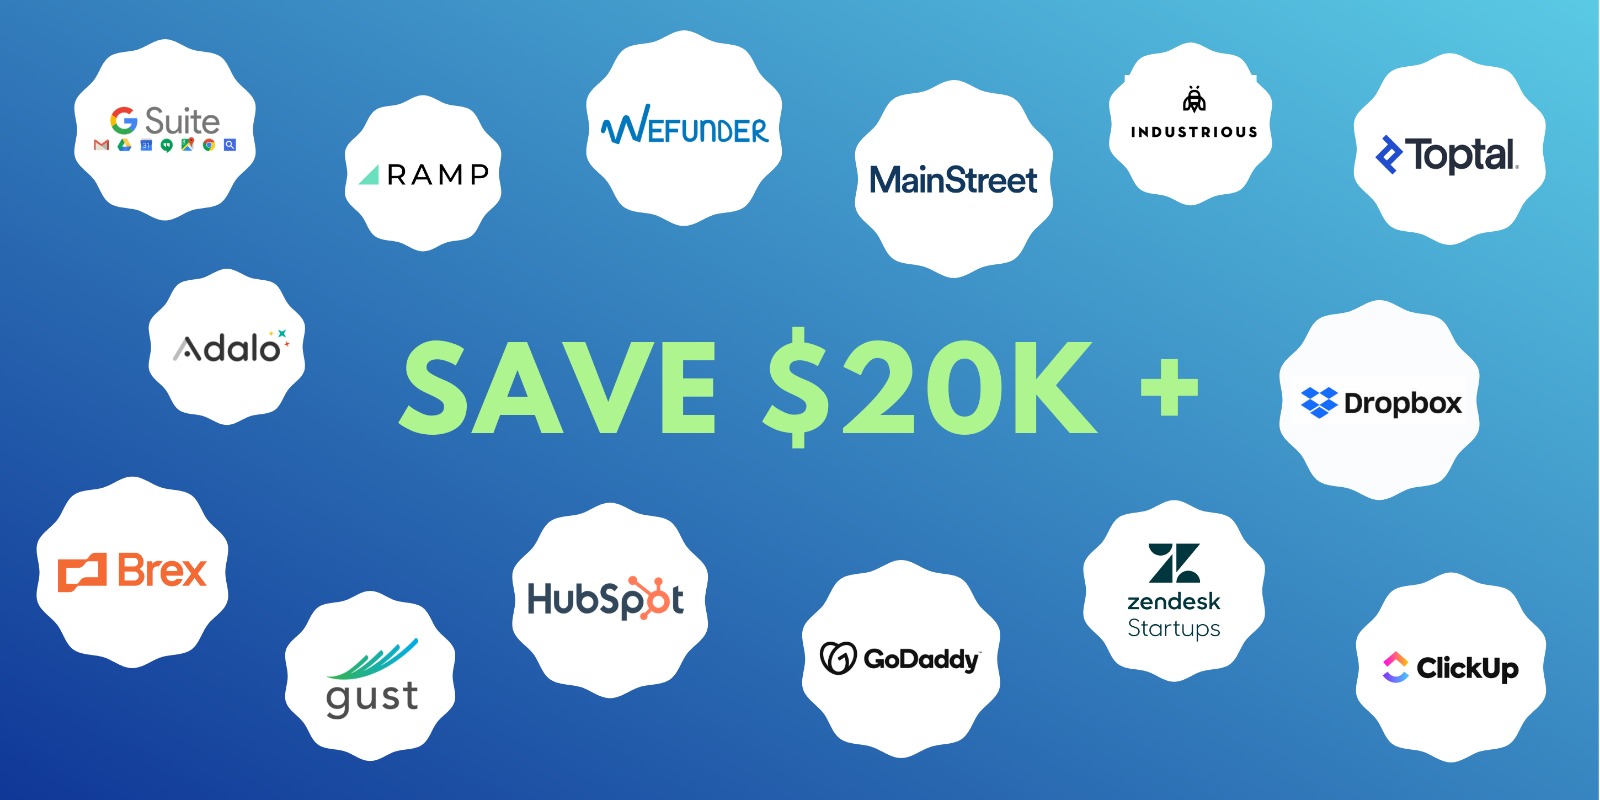 G Suite
RAMP
WEFUNDER
MainStreet
INDUSTRIOUS
Toptal.
Adalo
SAVE $20K +
Dropbox
Brex
gust
HubSpot
GoDaddy
zendesk
Startups
ClickUp